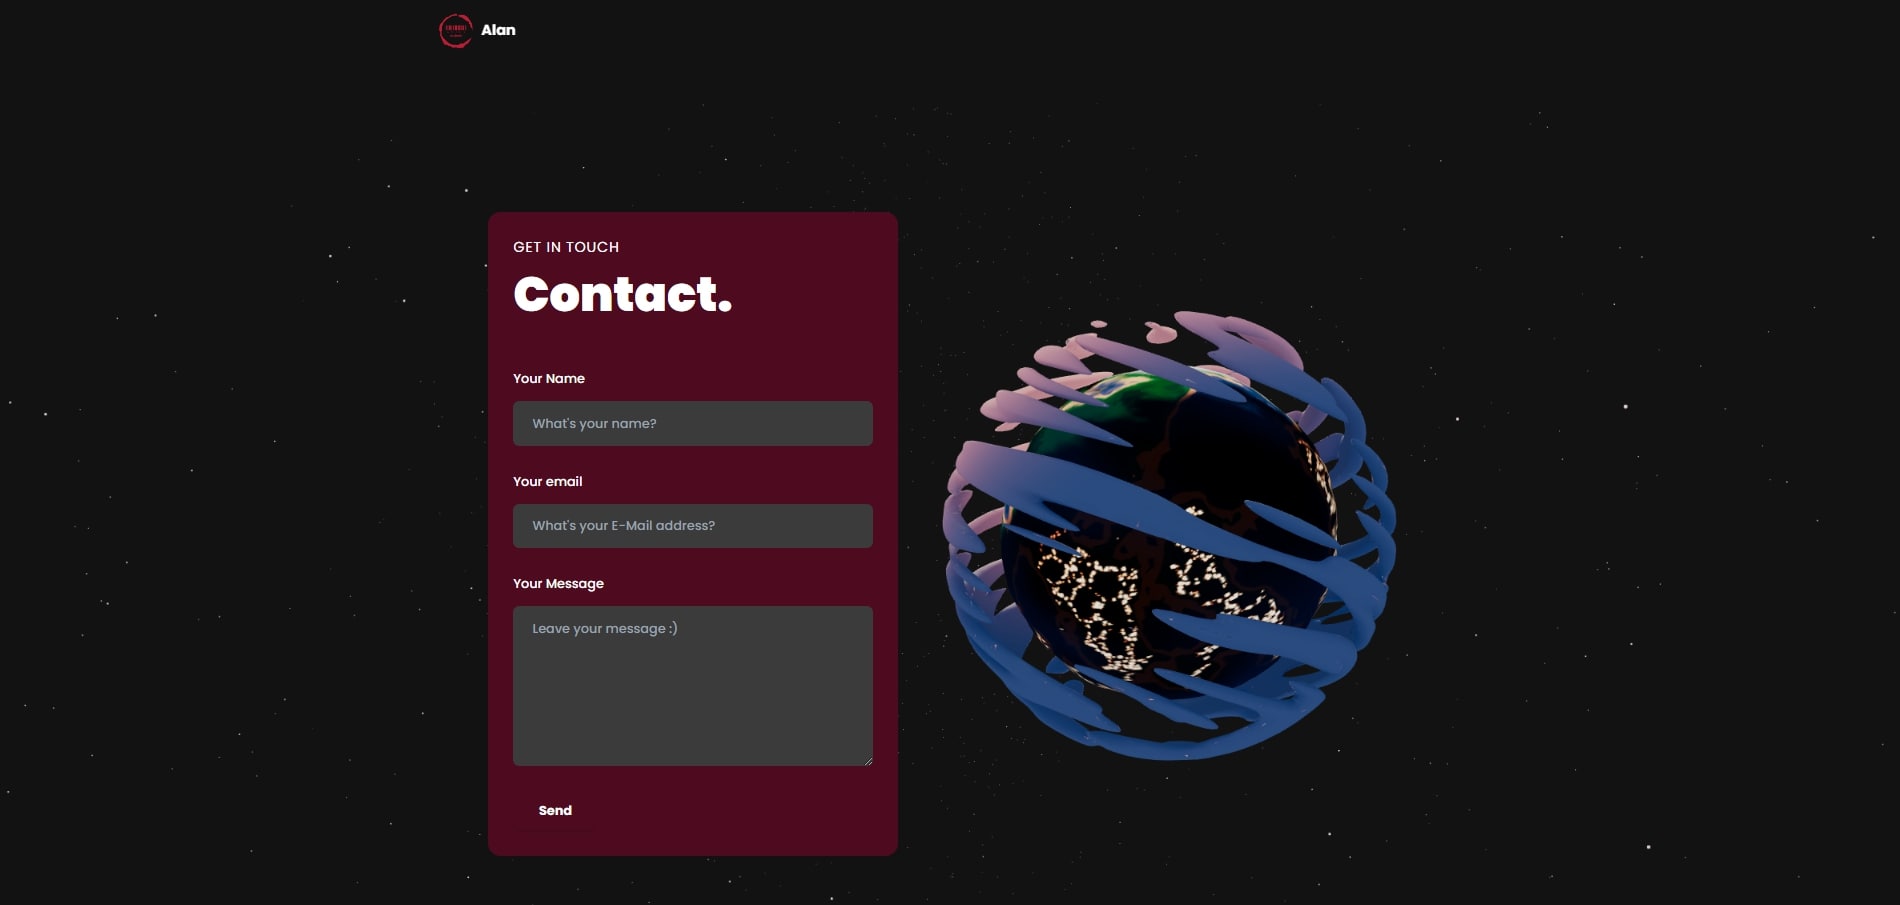 Alan
GET IN TOUCH
Contact.
Your Name
What's your name?
Your email
What's your E-Mail address?
Your Message
Leave your message :)
Send